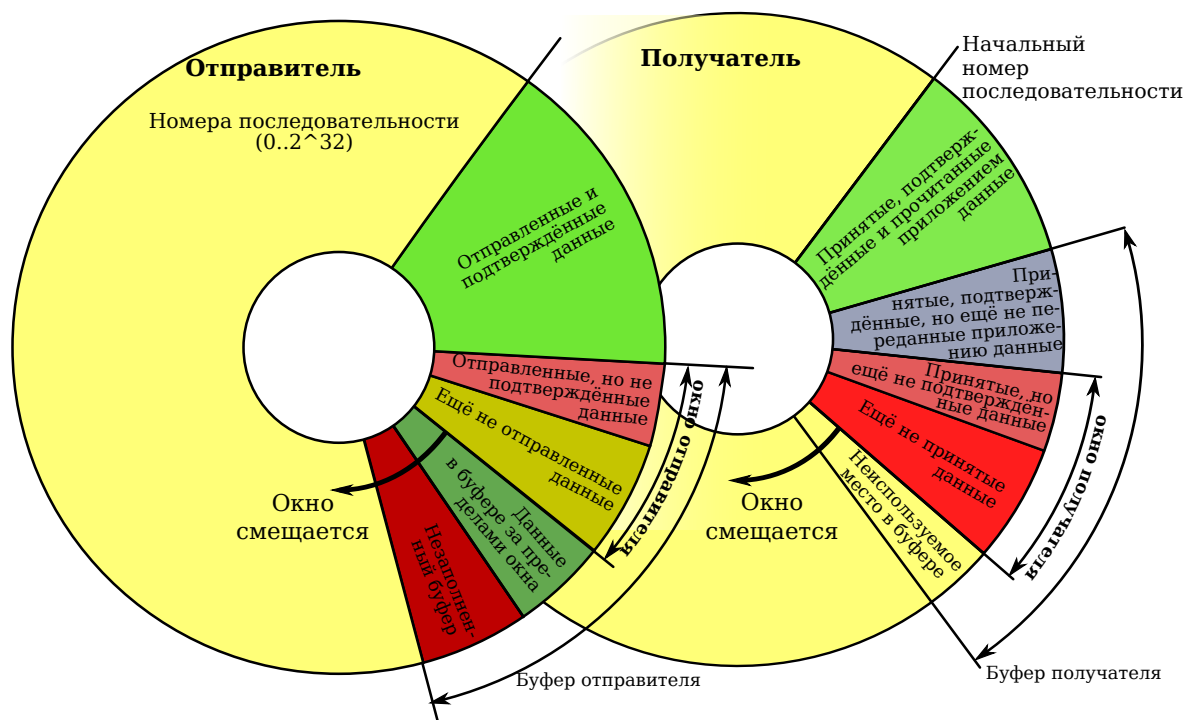 Отправитель
Номера последовательности
(0..2^32)
Отправленные и
подтверждённые
данные
Отправленные, но не
подтверждённые
данные
Ещё не отправленные
данные
Данные
в буфере за пре-
делами окна
Незаполнен-
ный буфер
Окно
смещается
окно отправителя
Буфер отправителя
Получатель
Начальный
номер
последовательности
Принятые, подтверж-
дённые и прочитанные
приложением
данные
При-
нятые, подтверж-
дённые, но ещё не пе-
реданные приложе-
нию данные
Принятые, но
ещё не подтверждён-
ные данные
Ещё не принятые
данные
Неиспользуемое
место в буфере
Окно
смещается
окно получателя
Буфер получателя